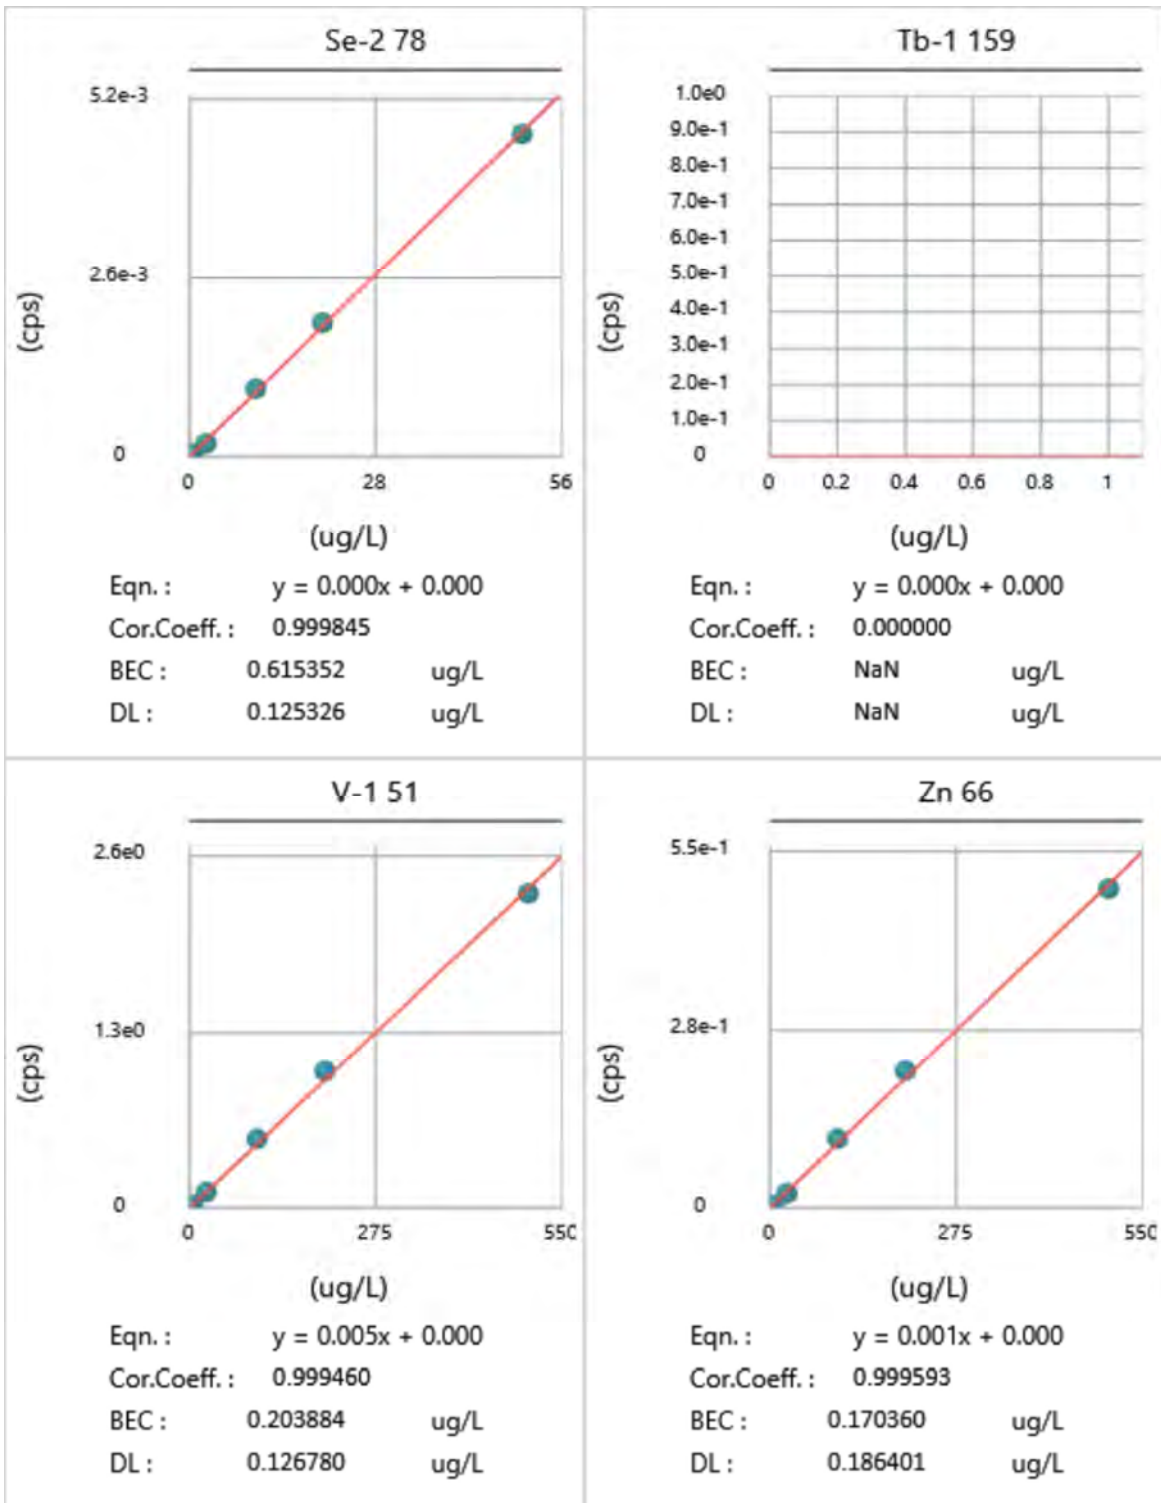 Se-2 78
5.2e-3
2.6e-3
0
(cps)
0 28 56
(ug/L)
Eqn. : y = 0.000x + 0.000
Cor.Coeff. : 0.999845
BEC : 0.615352 ug/L
DL : 0.125326 ug/L
Tb-1 159
1.0e0
9.0e-1
8.0e-1
7.0e-1
6.0e-1
5.0e-1
4.0e-1
3.0e-1
2.0e-1
1.0e-1
0
(cps)
0 0.2 0.4 0.6 0.8 1
(ug/L)
Eqn. : y = 0.000x + 0.000
Cor.Coeff. : 0.000000
BEC : NaN ug/L
DL : NaN ug/L
V-1 51
2.6e0
1.3e0
0
(cps)
0 275 550
(ug/L)
Eqn. : y = 0.005x + 0.000
Cor.Coeff. : 0.999460
BEC : 0.203884 ug/L
DL : 0.126780 ug/L
Zn 66
5.5e-1
2.8e-1
0
(cps)
0 275 550
(ug/L)
Eqn. : y = 0.001x + 0.000
Cor.Coeff. : 0.999593
BEC : 0.170360 ug/L
DL : 0.186401 ug/L